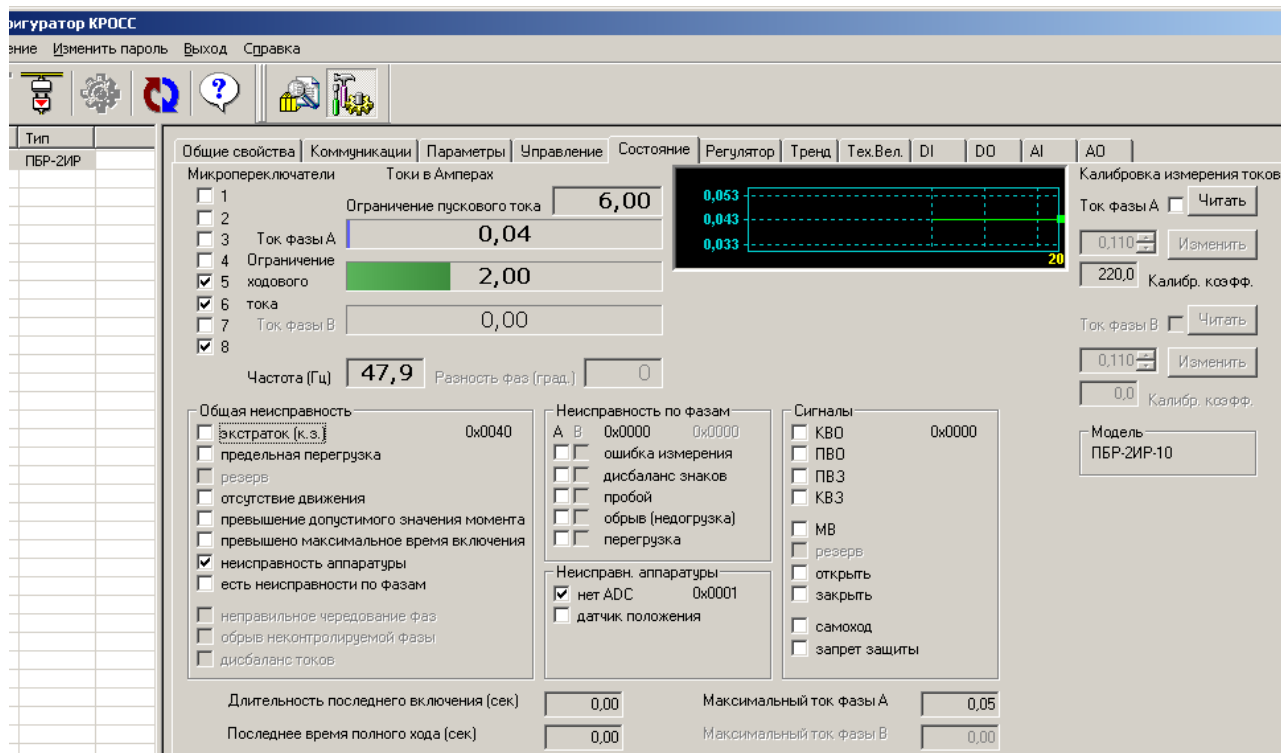 ригуратор КРОСС
ение Изменить пароль Выход Справка
Тип
ПБР-2ИР
Общие свойства Коммуникации Параметры Управление Состояние Регулятор Тренд Тех.Вел. DI DO AI AO
Микропереключатели
1
2
3
4
5
6
7
8
Токи в Амперах
Ограничение пускового тока 6,00
Ток фазы А 0,04
Ограничение
ходового 2,00
тока
Ток фазы В 0,00
Частота (Гц) 47,9 Разность фаз (град.) 0
0,053
0,043
0,033
20
Калибровка измерения токов
Ток фазы А Читать
0,110 Изменить
220,0 Калибр. коэфф.
Ток фазы В Читать
0,110 Изменить
0,0 Калибр. коэфф.
Модель
ПБР-2ИР-10
Общая неисправность
экстраток (к.з.) 0x0040
предельная перегрузка
резерв
отсутствие движения
превышение допустимого значения момента
превышено максимальное время включения
неисправность аппаратуры
есть неисправности по фазам
неправильное чередование фаз
обрыв неконтролируемой фазы
дисбаланс токов
Неисправность по фазам
А В 0x0000 0x0000
ошибка измерения
дисбаланс знаков
пробой
обрыв (недогрузка)
перегрузка
Неисправн. аппаратуры
нет ADC 0x0001
датчик положения
Сигналы
КВО 0x0000
ПВО
ПВЗ
КВЗ
МВ
резерв
открыть
закрыть
самоход
запрет защиты
Длительность последнего включения (сек) 0,00 Максимальный ток фазы А 0,05
Последнее время полного хода (сек) 0,00 Максимальный ток фазы В 0,00